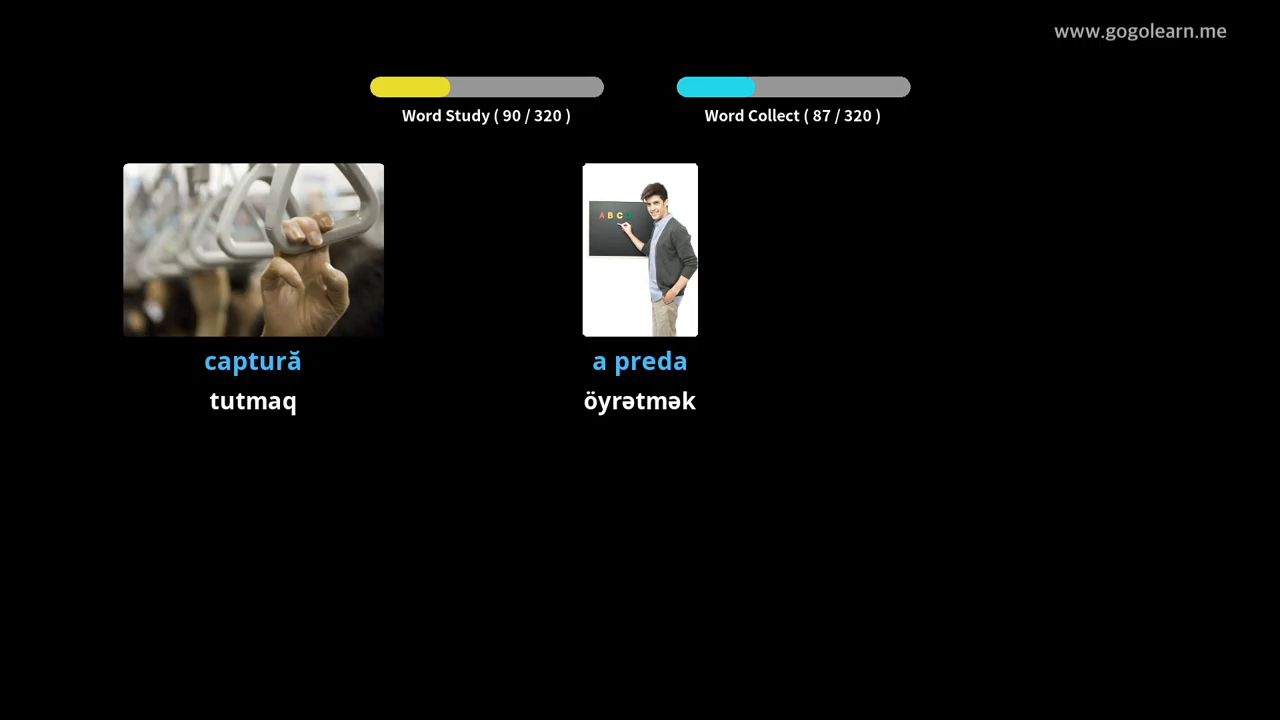 www.gogolearn.me
Word Study ( 90 / 320 )
Word Collect ( 87 / 320 )
A B C D
captură
a preda
tutmaq
öyrətmək